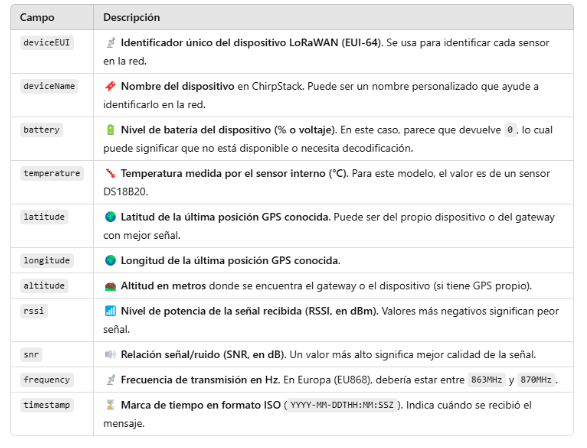 Campo Descripción
deviceEUI 📡 Identificador único del dispositivo LoRaWAN (EUI-64). Se usa para identificar cada sensor
en la red.
deviceName 📌 Nombre del dispositivo en ChirpStack. Puede ser un nombre personalizado que ayude a
identificarlo en la red.
battery 🔋 Nivel de batería del dispositivo (% o voltaje). En este caso, parece que devuelve 0, lo cual
puede significar que no está disponible o necesita decodificación.
temperature 🌡 Temperatura medida por el sensor interno (°C). Para este modelo, el valor es de un sensor
DS18B20.
latitude 🌍 Latitud de la última posición GPS conocida. Puede ser del propio dispositivo o del gateway
con mejor señal.
longitude 🌍 Longitud de la última posición GPS conocida.
altitude ⛰ Altitud en metros donde se encuentra el gateway o el dispositivo (si tiene GPS propio).
rssi 📶 Nivel de potencia de la señal recibida (RSSI, en dBm). Valores más negativos significan peor
señal.
snr 🔊 Relación señal/ruido (SNR, en dB). Un valor más alto significa mejor calidad de la señal.
frequency 📡 Frecuencia de transmisión en Hz. En Europa (EU868), debería estar entre 863MHz y 870MHz.
timestamp ⏳ Marca de tiempo en formato ISO (YYYY-MM-DDTHH:MM:SSZ). Indica cuándo se recibió el
mensaje.